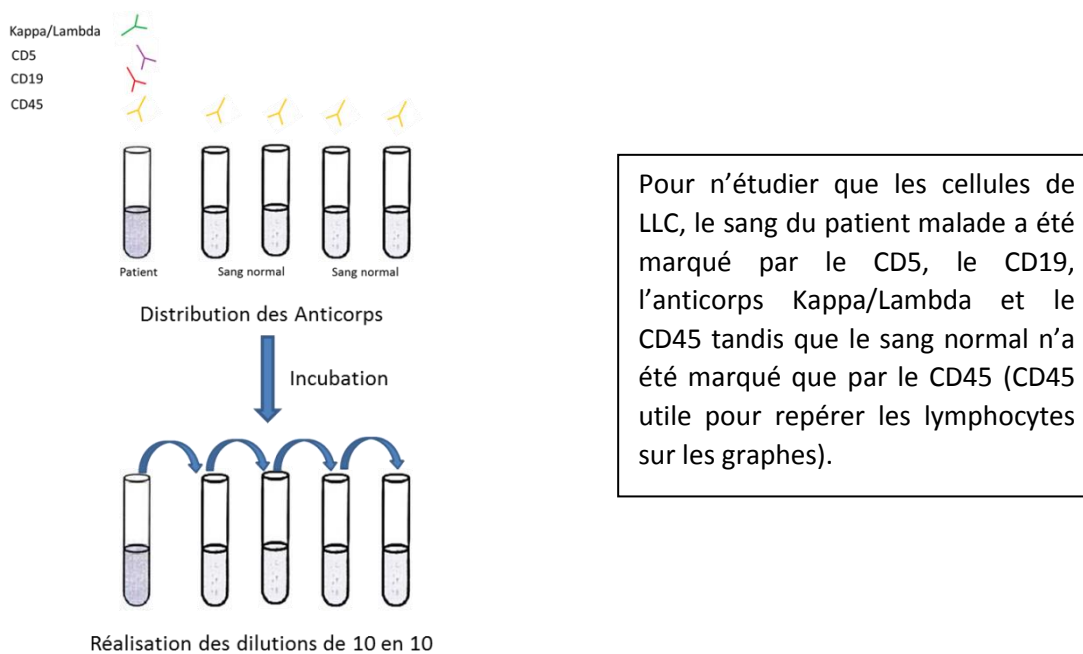 Kappa/Lambda
CD5
CD19
CD45
Patient
Sang normal
Sang normal
Distribution des Anticorps
Incubation
Réalisation des dilutions de 10 en 10
Pour n’étudier que les cellules de
LLC, le sang du patient malade a été
marqué par le CD5, le CD19,
l’anticorps Kappa/Lambda et le
CD45 tandis que le sang normal n’a
été marqué que par le CD45 (CD45
utile pour repérer les lymphocytes
sur les graphes).